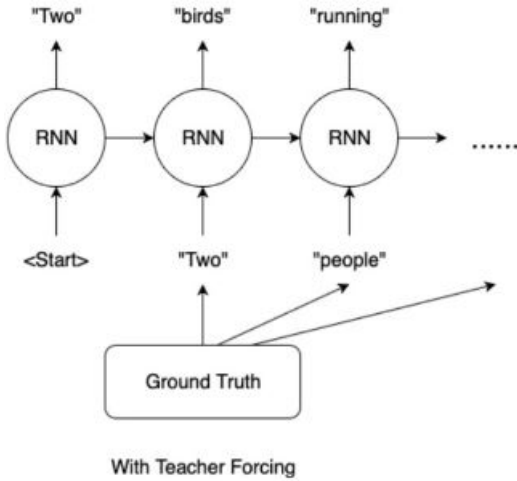 "Two" "birds" "running"
RNN RNN RNN ......
<Start> "Two" "people"
Ground Truth
With Teacher Forcing